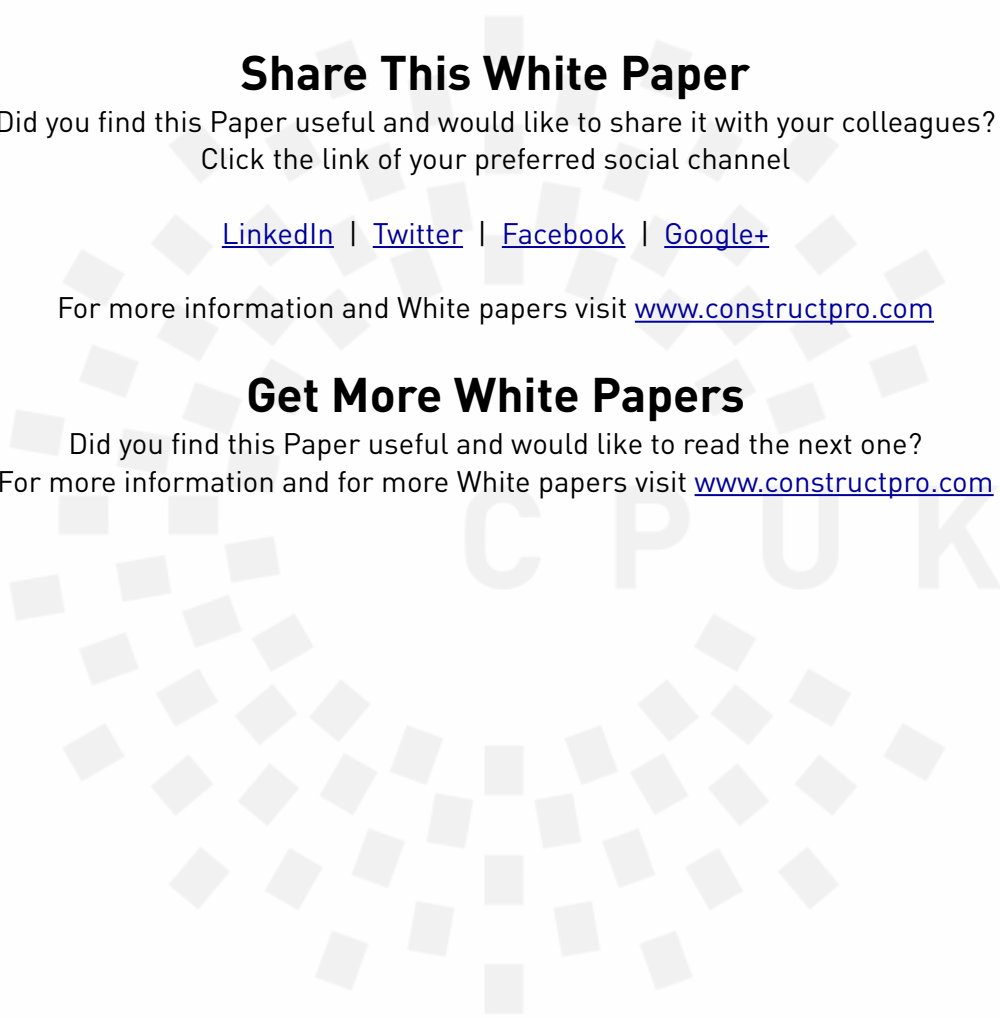 Share This White Paper
Did you find this Paper useful and would like to share it with your colleagues?
Click the link of your preferred social channel
LinkedIn | Twitter | Facebook | Google+
For more information and White papers visit www.constructpro.com
Get More White Papers
Did you find this Paper useful and would like to read the next one?
For more information and for more White papers visit www.constructpro.com
CPUK